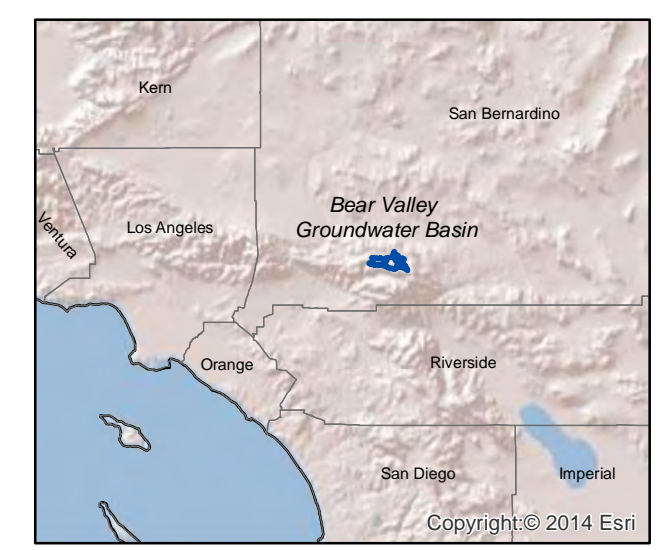 Kern
San Bernardino
Bear Valley
Groundwater Basin
Ventura
Los Angeles
Orange
Riverside
San Diego
Imperial
Copyright:© 2014 Esri